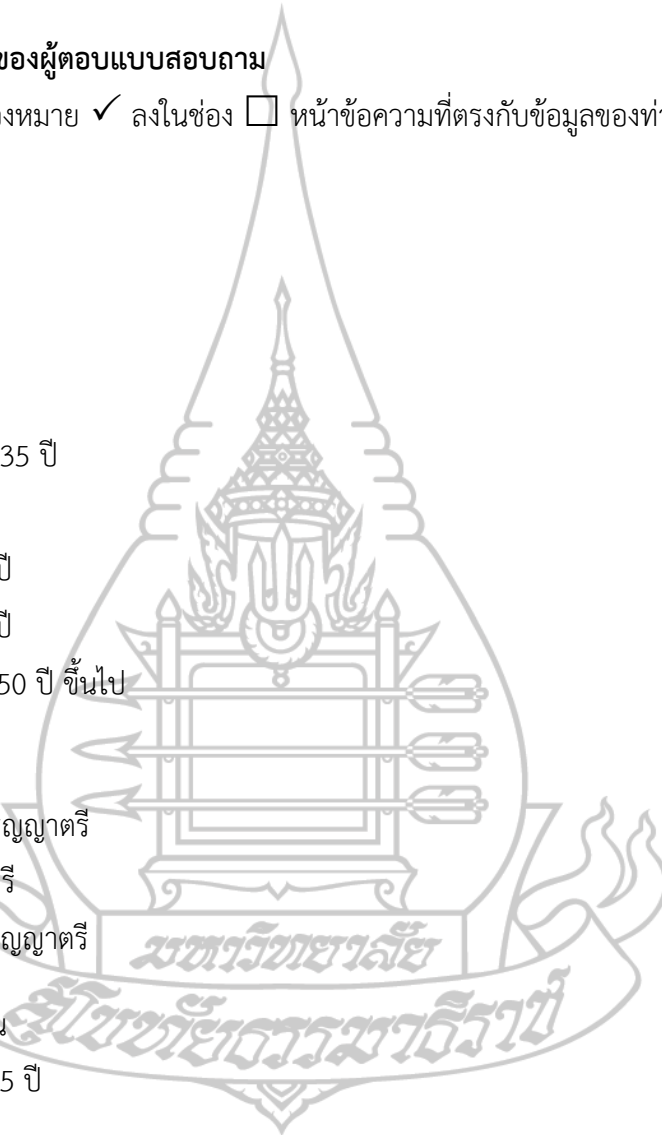 ของผู้ตอบแบบสอบถาม
งหมาย ✓ ลงในช่อง □ หน้าข้อความที่ตรงกับข้อมูลของท่า
35 ปี
ปี
ปี
50 ปี ขึ้นไป
ญญาตรี
รี
ญญาตรี
มหาวิทยาลัย
สุโขทัยธรรมาธิราช
น
5 ปี